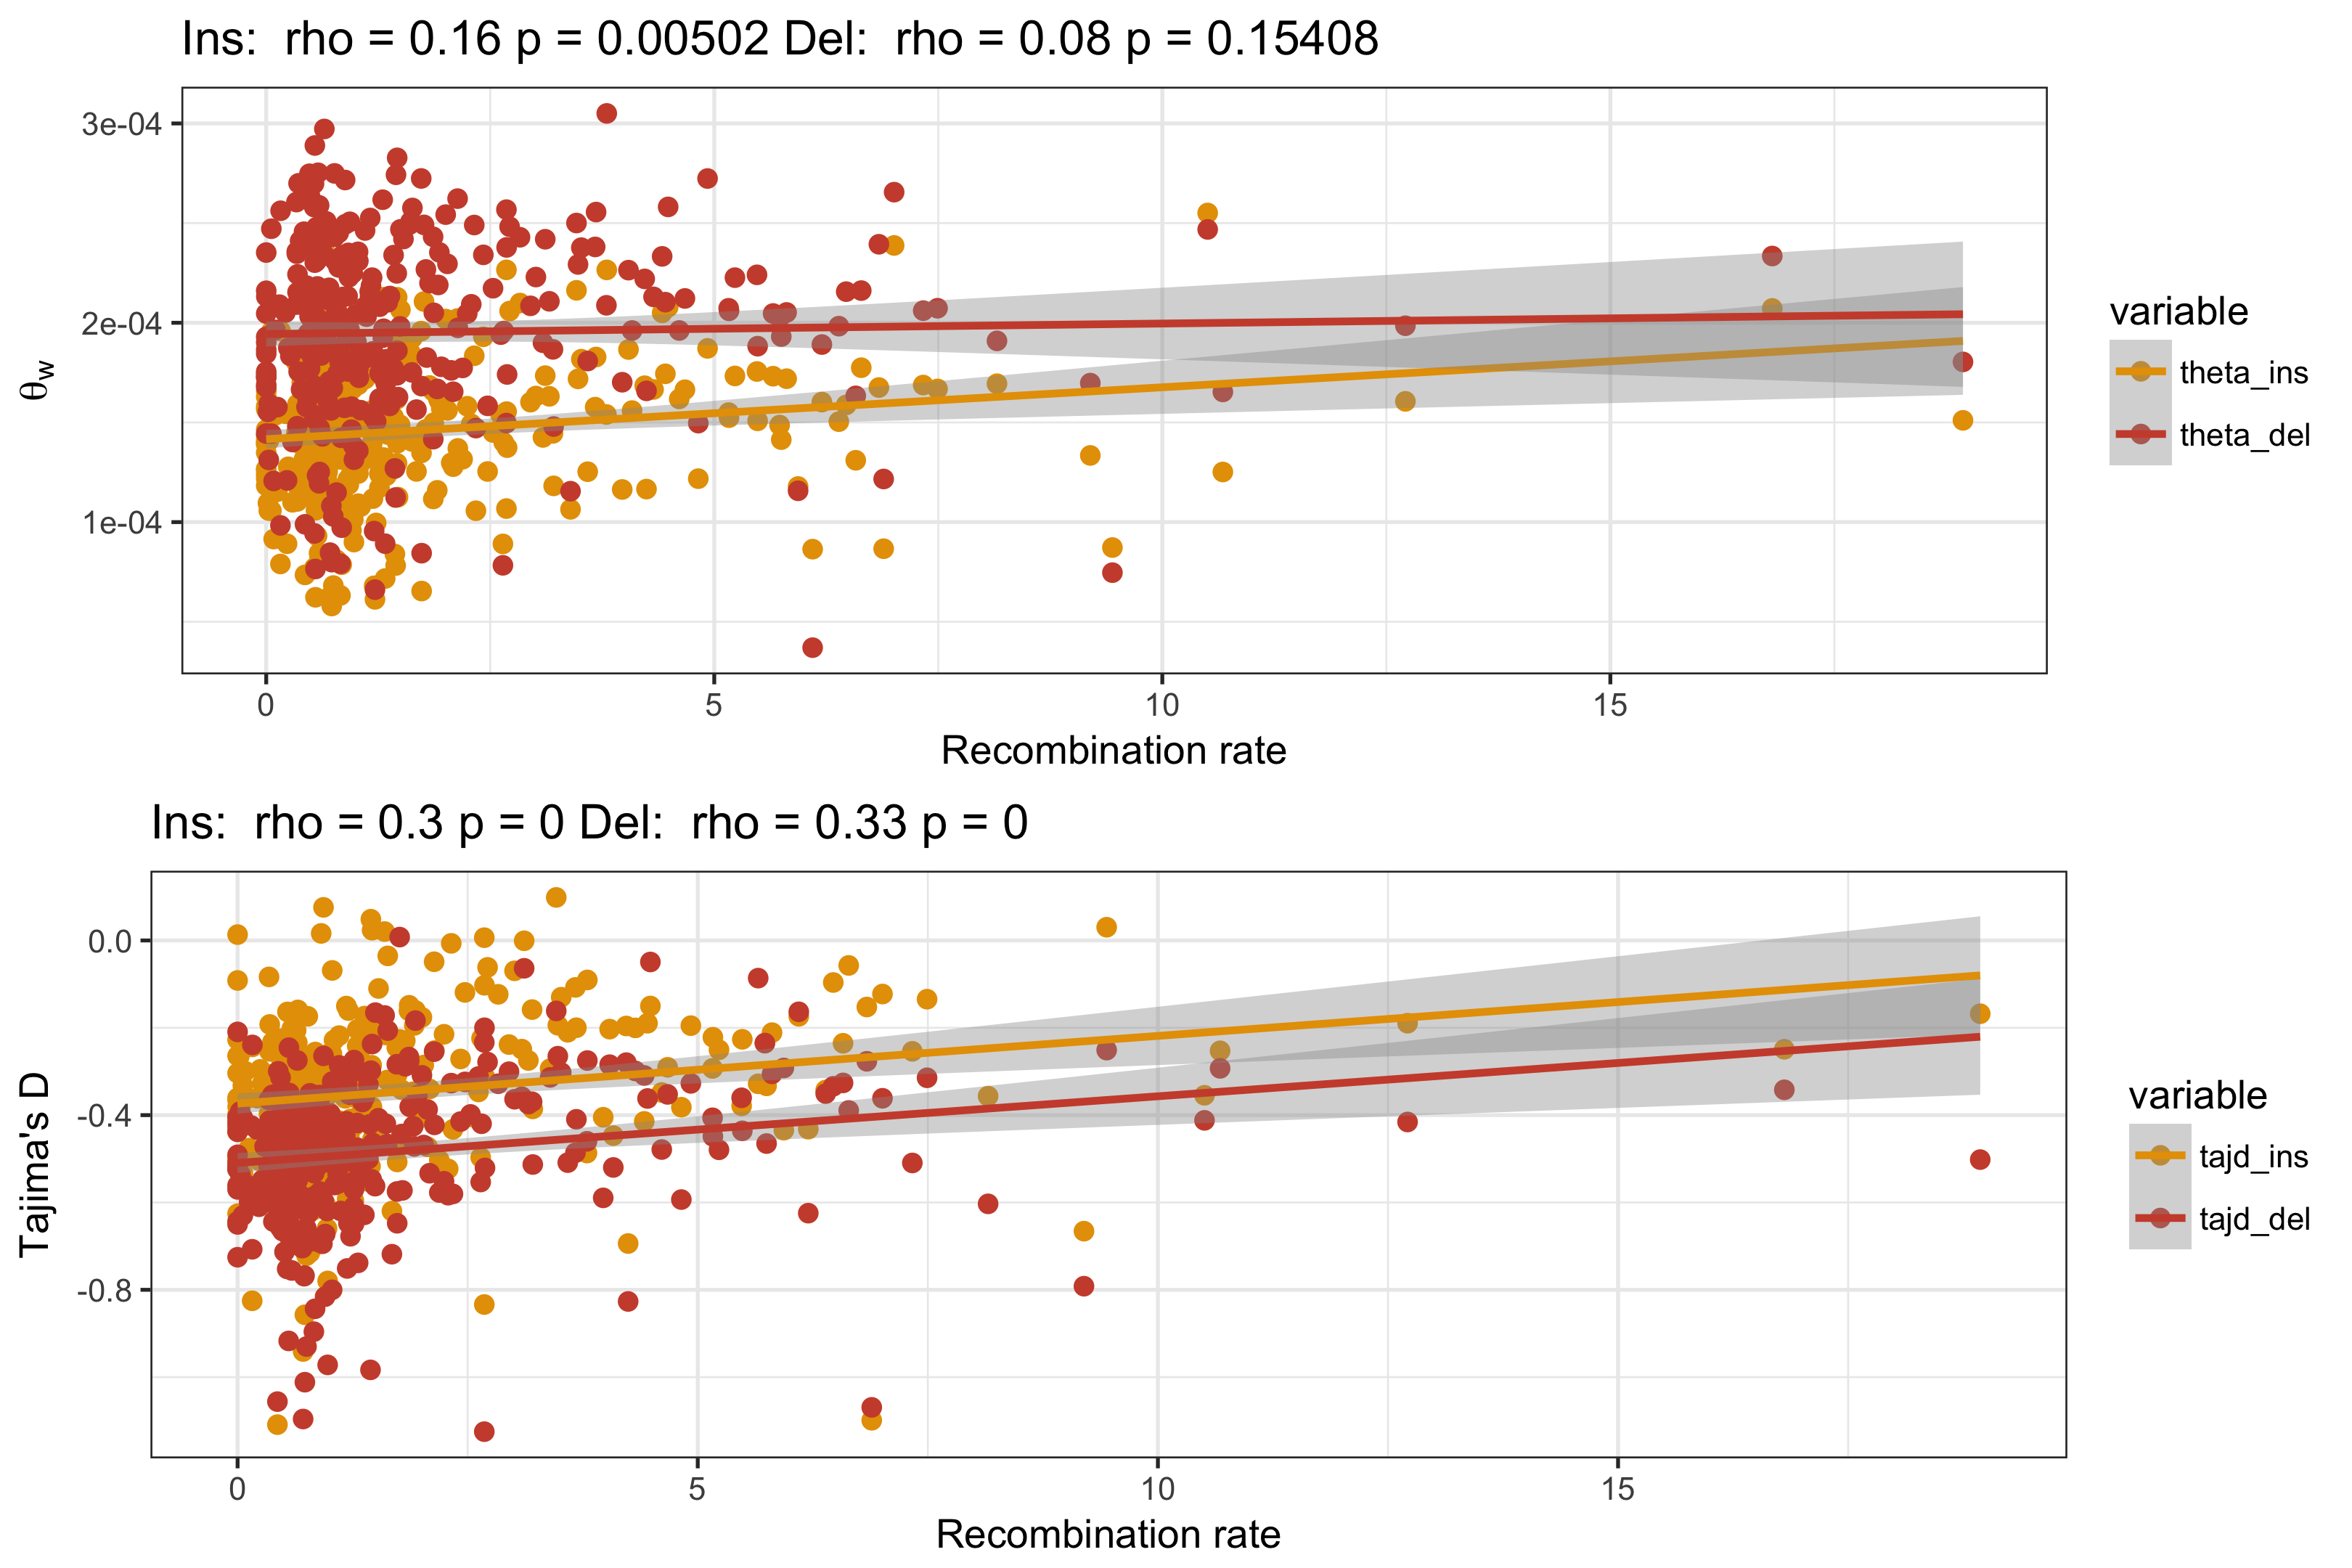 Ins:  rho = 0.16 p = 0.00502 Del:  rho = 0.08 p = 0.15408
3e-04
2e-04
1e-04
θw
0 5 10 15
Recombination rate
variable
theta_ins
theta_del
Ins:  rho = 0.3 p = 0 Del:  rho = 0.33 p = 0
0.0
-0.4
-0.8
Tajima's D
0 5 10 15
Recombination rate
variable
tajd_ins
tajd_del